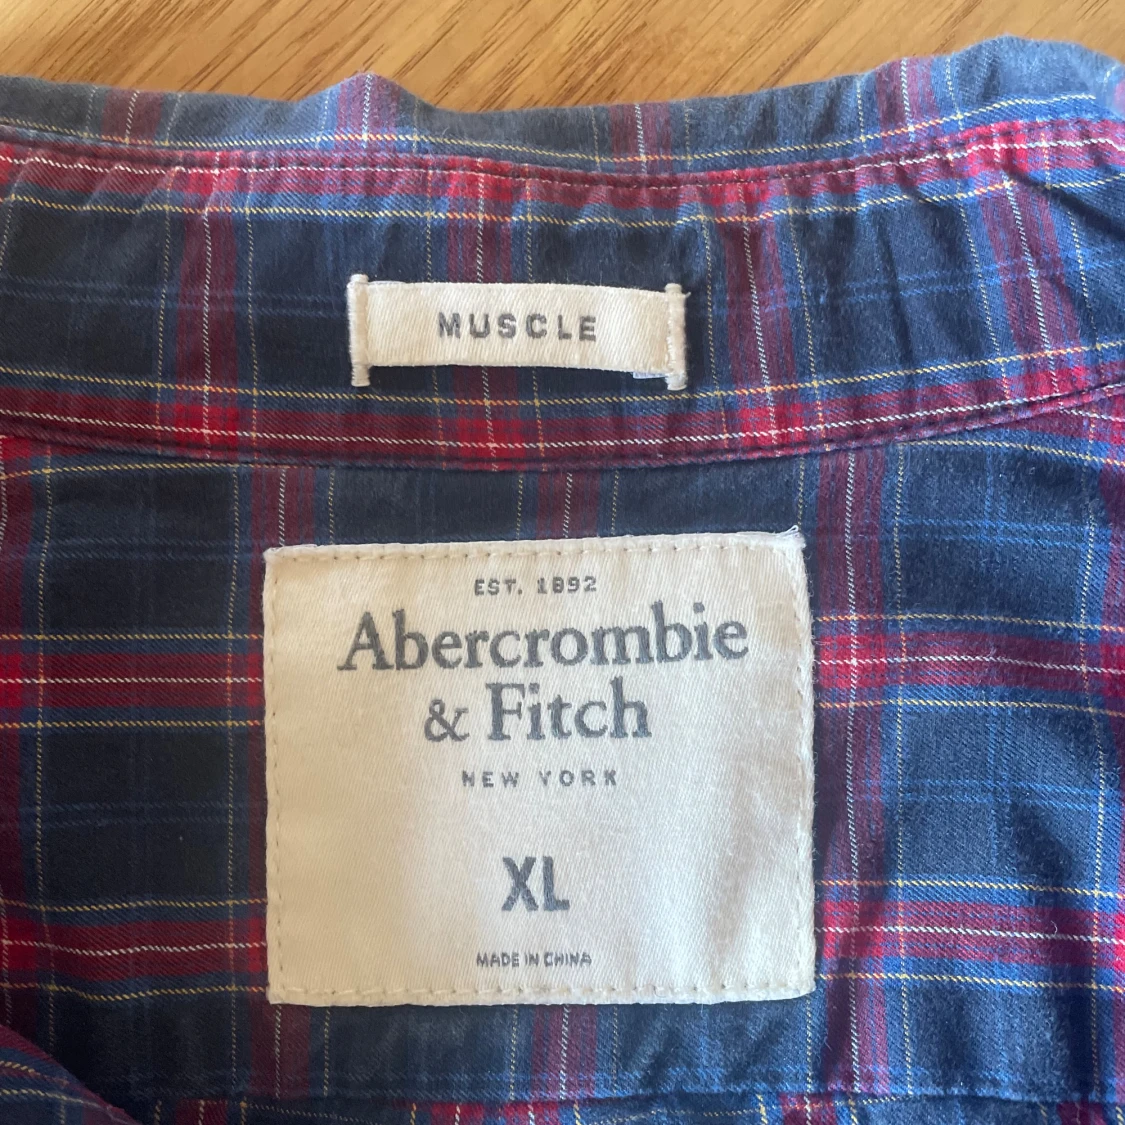 MUSCLE
EST. 1892
Abercrombie
& Fitch
NEW YORK
XL
MADE IN CHINA